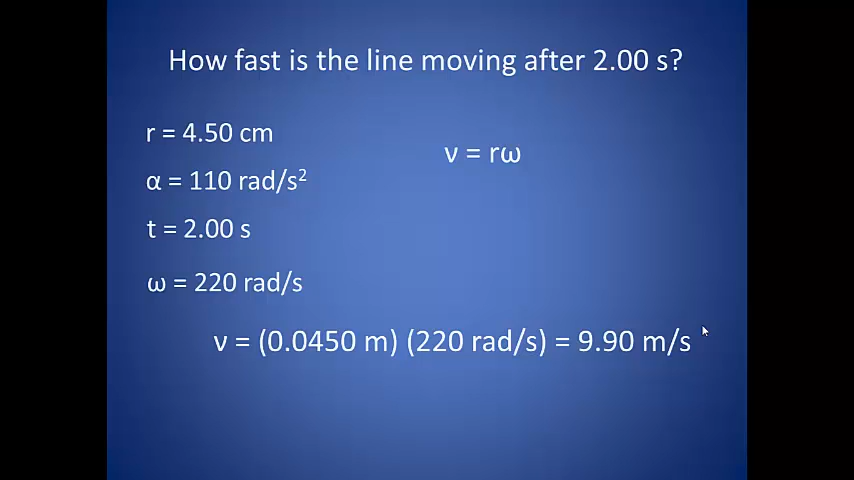 How fast is the line moving after 2.00 s?
r = 4.50 cm
v = rω
α = 110 rad/s²
t = 2.00 s
ω = 220 rad/s
v = (0.0450 m) (220 rad/s) = 9.90 m/s